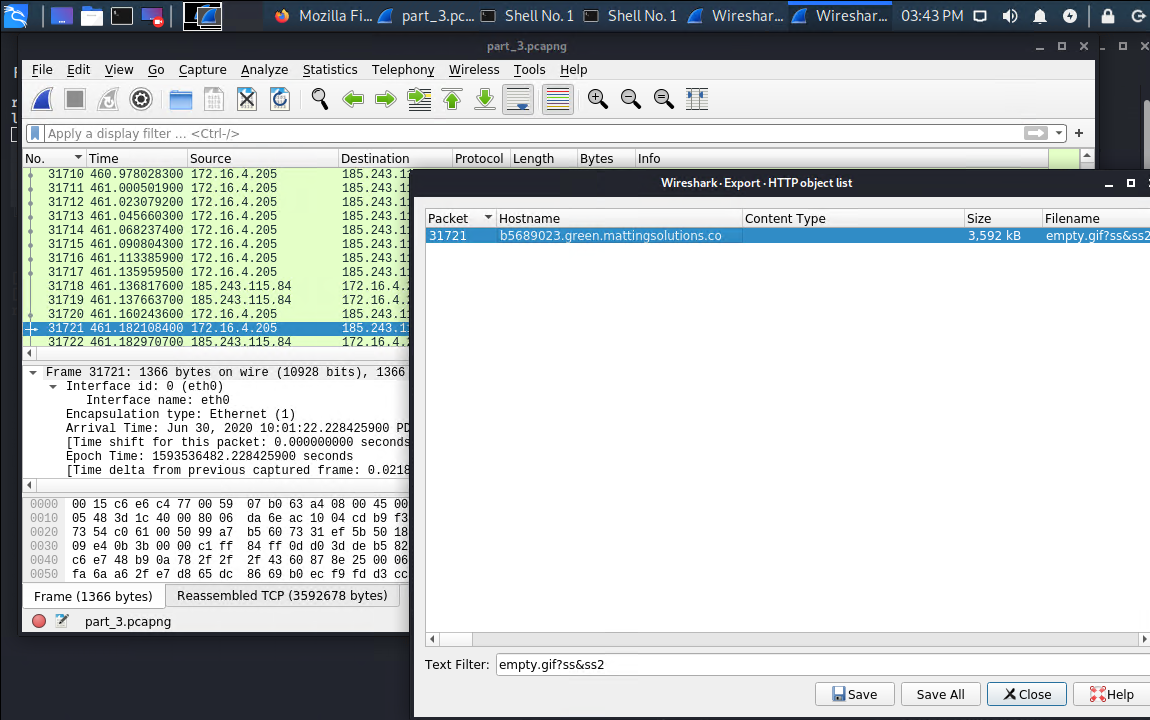 Mozilla Fi... part_3.pc... Shell No. 1 Shell No. 1 Wireshar... Wireshar... 03:43 PM
part_3.pcapng
File Edit View Go Capture Analyze Statistics Telephony Wireless Tools Help
Apply a display filter ... <Ctrl-/>
No. Time Source Destination Protocol Length Bytes Info
31710 460.978028300 172.16.4.205 185.243.11
31711 461.000501900 172.16.4.205 185.243.11
31712 461.023079200 172.16.4.205 185.243.11
31713 461.045660300 172.16.4.205 185.243.11
31714 461.068237400 172.16.4.205 185.243.11
31715 461.090804300 172.16.4.205 185.243.11
31716 461.113385900 172.16.4.205 185.243.11
31717 461.135959500 172.16.4.205 185.243.11
31718 461.136817600 185.243.115.84 172.16.4.2
31719 461.137663700 185.243.115.84 172.16.4.2
31720 461.160243600 172.16.4.205 185.243.11
31721 461.182108400 172.16.4.205 185.243.11
31722 461.182970700 185.243.115.84 172.16.4.2
Frame 31721: 1366 bytes on wire (10928 bits), 1366
Interface id: 0 (eth0)
Interface name: eth0
Encapsulation type: Ethernet (1)
Arrival Time: Jun 30, 2020 10:01:22.228425900 PD
[Time shift for this packet: 0.000000000 seconds
Epoch Time: 1593536482.228425900 seconds
[Time delta from previous captured frame: 0.0218
0000 00 15 c6 e6 c4 77 00 59 07 b0 63 a4 08 00 45 00
0010 05 48 3d 1c 40 00 80 06 da 6e ac 10 04 cd b9 f3
0020 73 54 c0 61 00 50 99 a7 b5 60 73 31 ef 5b 50 18
0030 09 e4 0b 3b 00 00 c1 ff 84 ff 0d d0 3d de b5 82
0040 c6 e7 48 b9 0a 78 2f 2f 2f 43 60 87 8e 25 00 06
0050 fa 6a a6 2f e7 d8 65 dc 86 69 b0 ec f9 fd d3 cc
Frame (1366 bytes) Reassembled TCP (3592678 bytes)
part_3.pcapng
Wireshark · Export · HTTP object list
Packet Hostname Content Type Size Filename
31721 b5689023.green.mattingsolutions.co 3,592 kB empty.gif?ss&ss2
Text Filter: empty.gif?ss&ss2
Save Save All Close Help